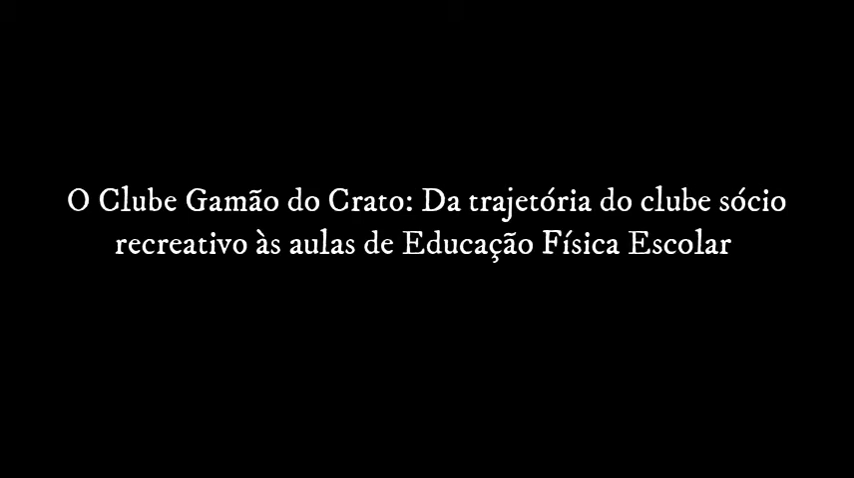 O Clube Gamão do Crato: Da trajetória do clube sócio
recreativo às aulas de Educação Física Escolar